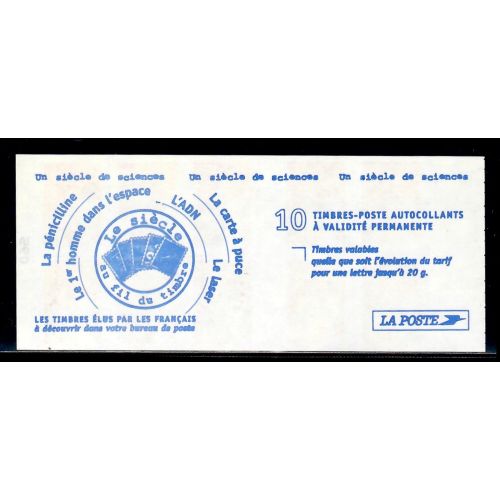 Un siècle de sciences   Un siècle de sciences   Un siècle de sciences
La pénicilline
Le 1er homme dans l'espace
L'ADN
La carte à puce
Le laser
Le siècle
au fil du timbre
LES TIMBRES ÉLUS PAR LES FRANÇAIS
à découvrir dans votre bureau de poste
10 TIMBRES-POSTE AUTOCOLLANTS
À VALIDITÉ PERMANENTE
Timbres valables
quelle que soit l'évolution du tarif
pour une lettre jusqu'à 20 g.
LA POSTE